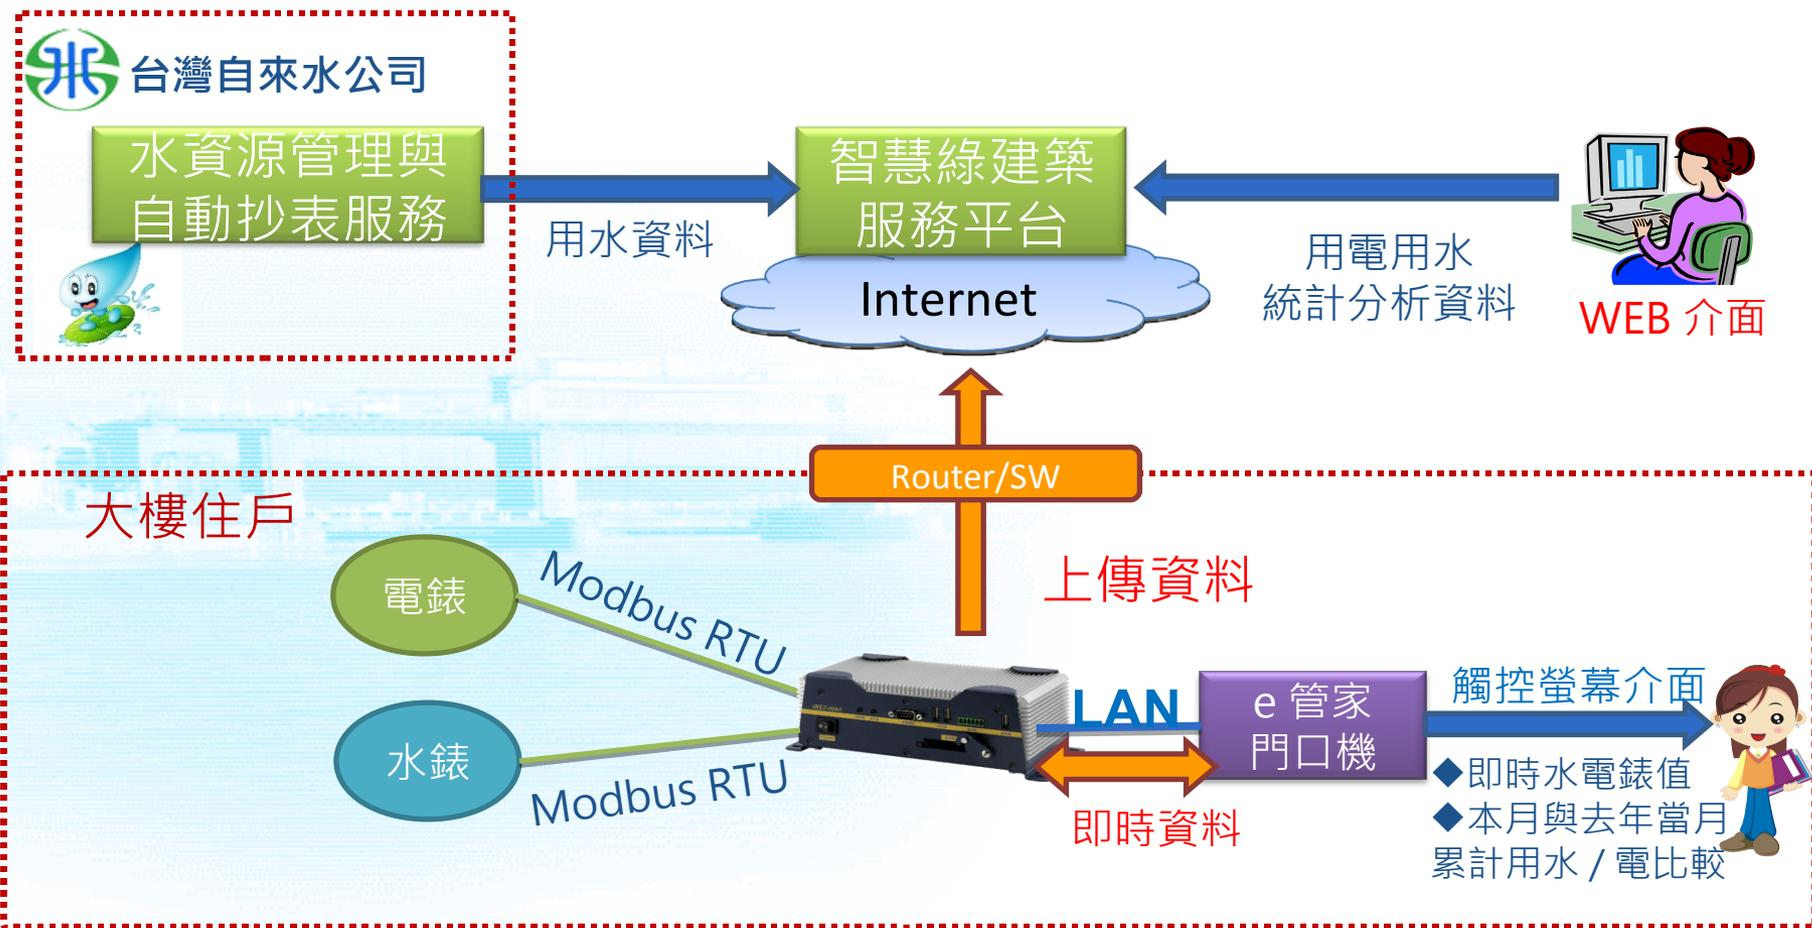 台灣自來水公司
水資源管理與
自動抄表服務
用水資料
智慧綠建築
服務平台
Internet
用電用水
統計分析資料
WEB 介面
Router/SW
大樓住戶
電錶
Modbus RTU
上傳資料
水錶
Modbus RTU
LAN
即時資料
e 管家
門口機
觸控螢幕介面
◆即時水電錶值
◆本月與去年當月
累計用水 / 電比較